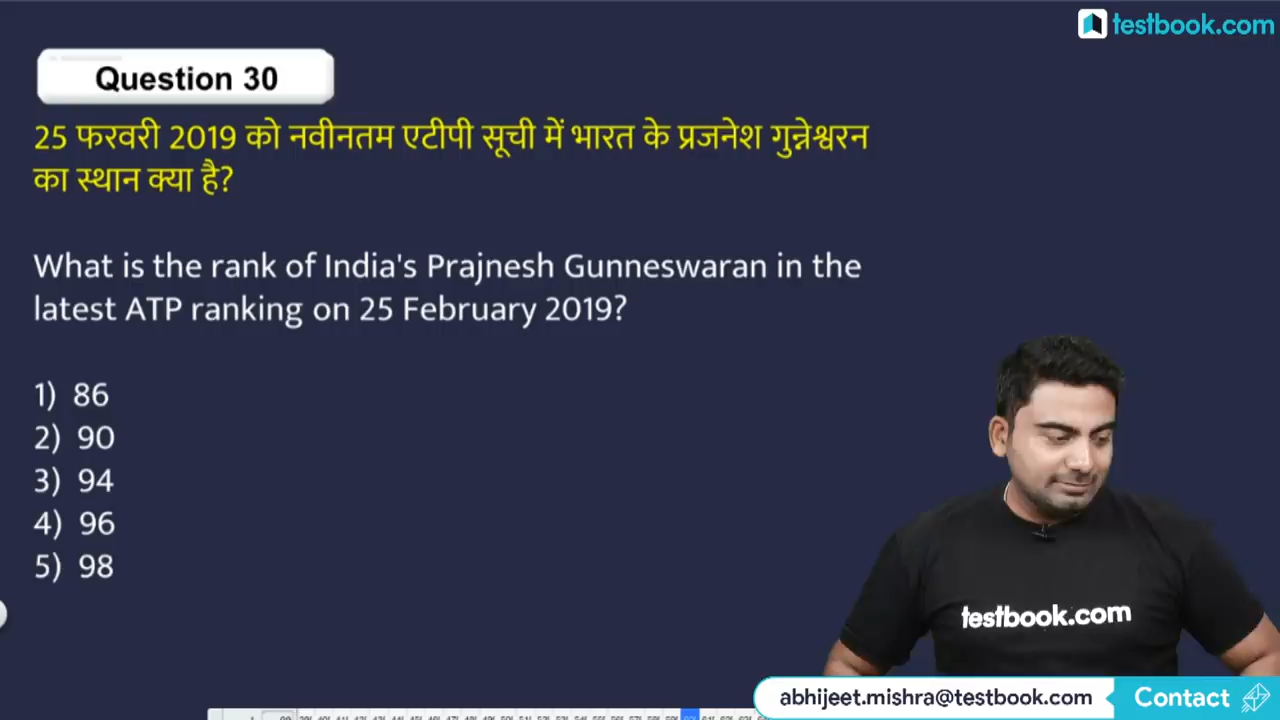 testbook.com
Question 30
25 फरवरी 2019 को नवीनतम एटीपी सूची में भारत के प्रजनेश गुन्नेश्वरन
का स्थान क्या है?
What is the rank of India's Prajnesh Gunneswaran in the
latest ATP ranking on 25 February 2019?
1) 86
2) 90
3) 94
4) 96
5) 98
testbook.com
abhijeet.mishra@testbook.com Contact